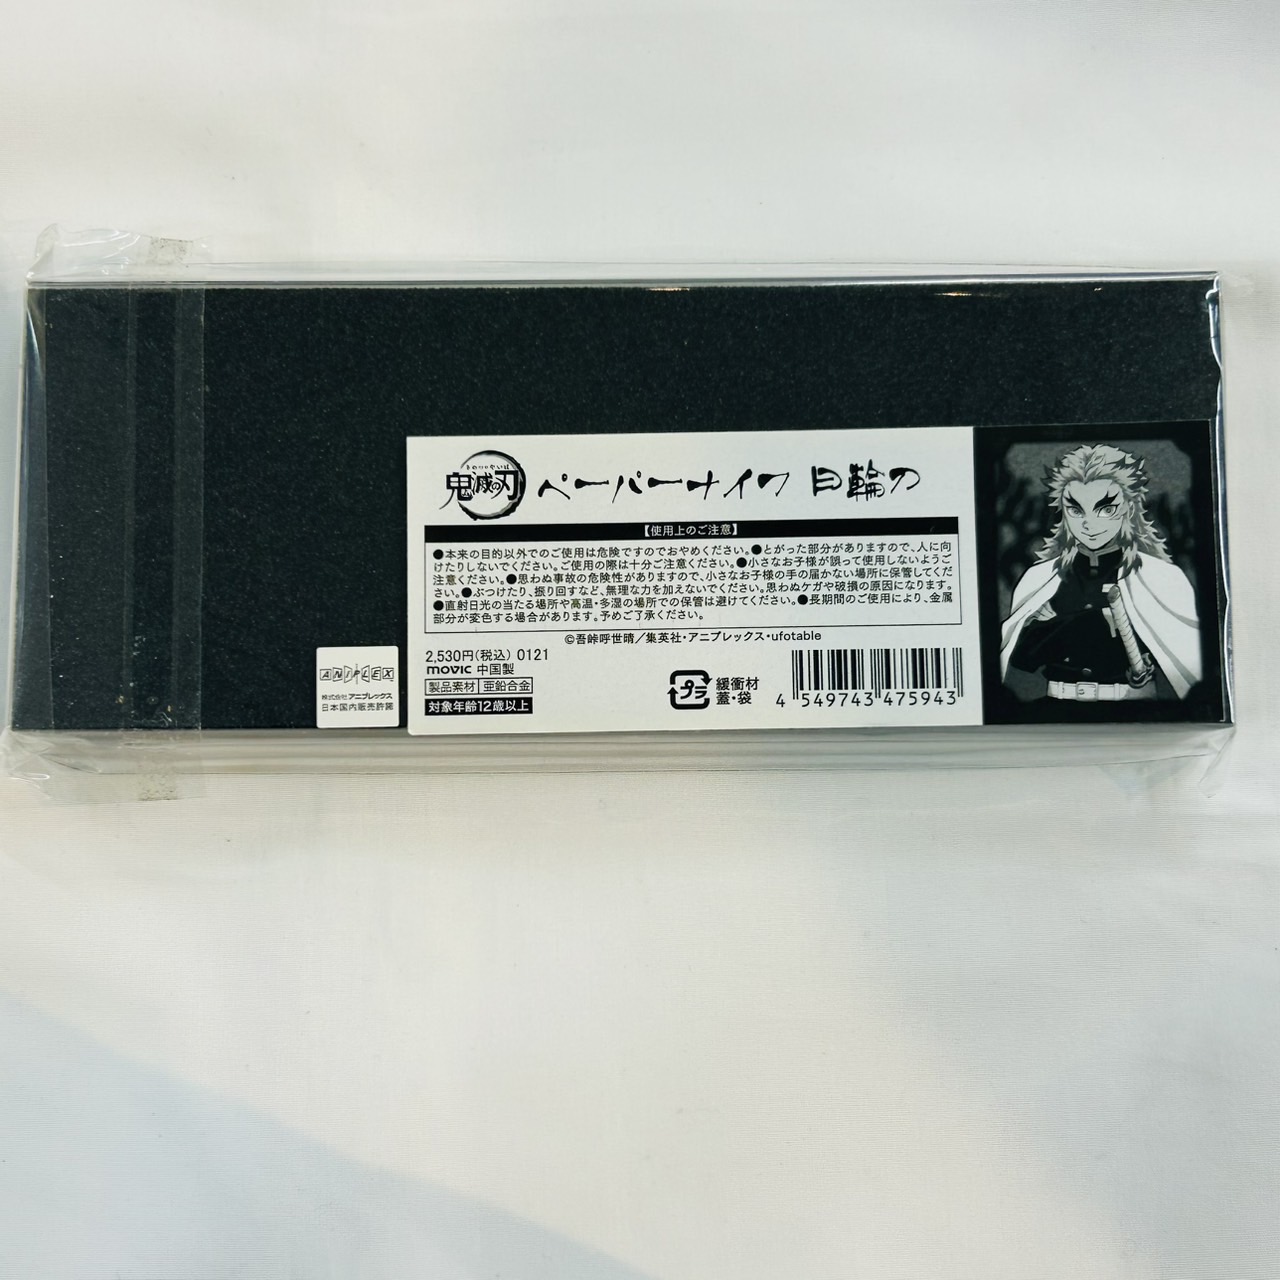 きめつのやいば
鬼滅の刃 ペーパーナイフ 日輪刀
【使用上のご注意】
●本来の目的以外でのご使用は危険ですのでおやめください。●とがった部分がありますので、人に向
けたりしないでください。ご使用の際は十分ご注意ください。●小さなお子様が誤って使用しないようご
注意ください。●思わぬ事故の危険性がありますので、小さなお子様の手の届かない場所に保管してくだ
さい。●ぶつけたり、振り回すなど、無理な力を加えないでください。思わぬケガや破損の原因になります。
●直射日光の当たる場所や高温・多湿の場所での保管は避けてください。●長期間のご使用により、金属
部分が変色する場合があります。予めご了承ください。
©吾峠呼世晴／集英社・アニプレックス・ufotable
2,530円(税込) 0121
movic 中国製
製品素材 亜鉛合金
対象年齢12歳以上
プラ 緩衝材
蓋・袋
4 549743 475943
ANIPLEX
株式会社アニプレックス
日本国内販売許諾